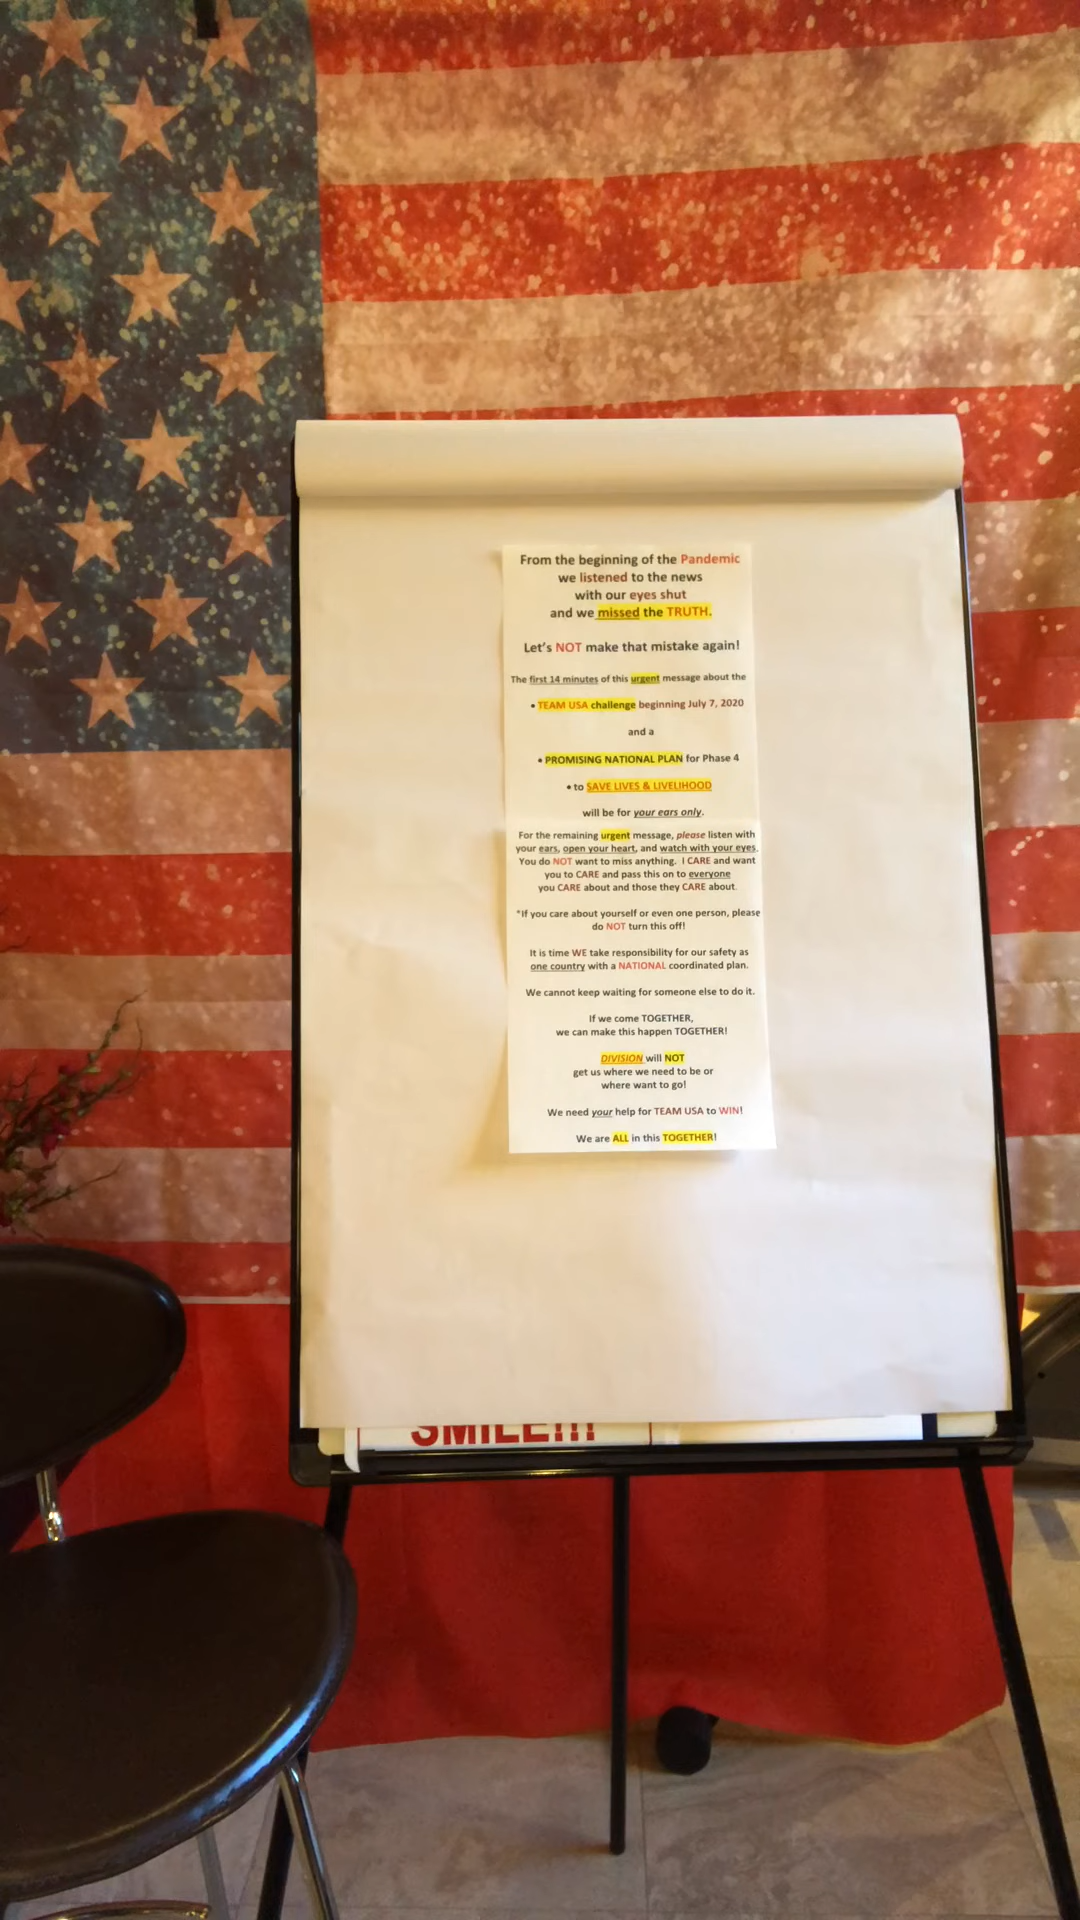 From the beginning of the Pandemic
we listened to the news
with our eyes shut
and we missed the TRUTH.
Let's NOT make that mistake again!
The first 14 minutes of this urgent message about the
• TEAM USA challenge beginning July 7, 2020
and a
• PROMISING NATIONAL PLAN for Phase 4
• to SAVE LIVES & LIVELIHOOD
will be for your ears only.
For the remaining urgent message, please listen with
your ears, open your heart, and watch with your eyes.
You do NOT want to miss anything. I CARE and want
you to CARE and pass this on to everyone
you CARE about and those they CARE about.
*If you care about yourself or even one person, please
do NOT turn this off!
It is time WE take responsibility for our safety as
one country with a NATIONAL coordinated plan.
We cannot keep waiting for someone else to do it.
If we come TOGETHER,
we can make this happen TOGETHER!
DIVISION will NOT
get us where we need to be or
where want to go!
We need your help for TEAM USA to WIN!
We are ALL in this TOGETHER!
SMILE!!!